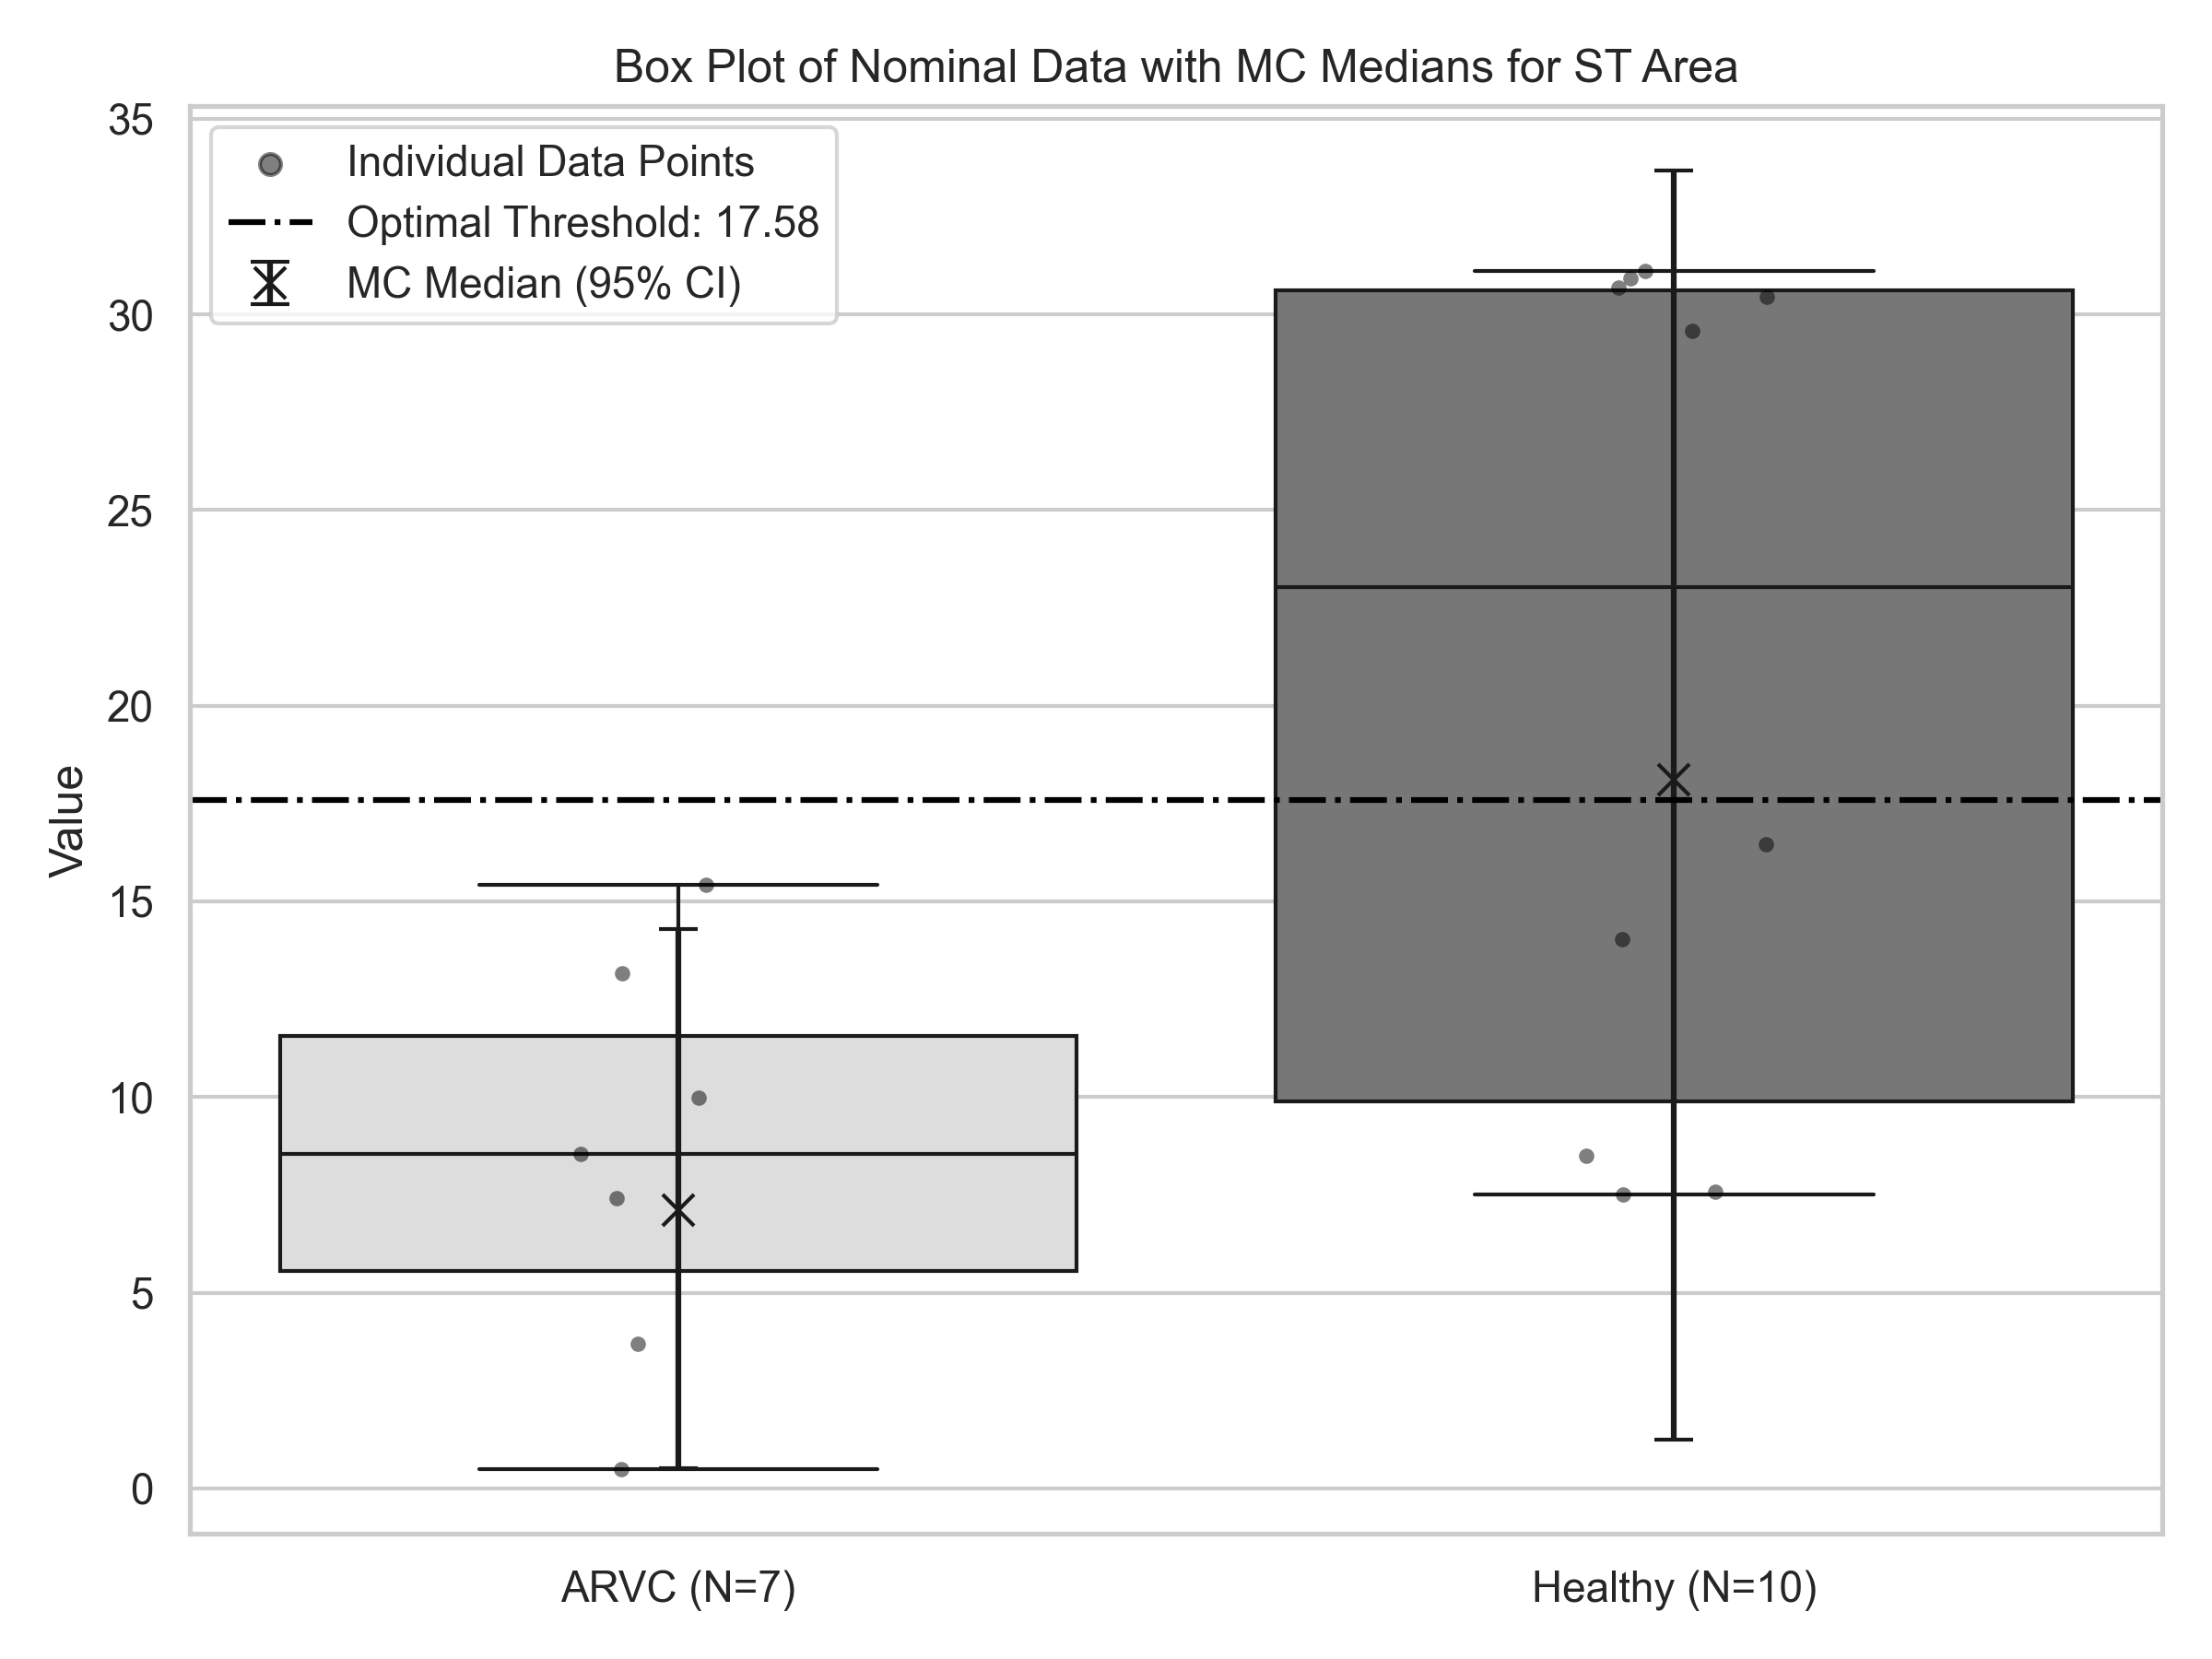 Box Plot of Nominal Data with MC Medians for ST Area
35
30
25
20
15
10
5
0
Value
Individual Data Points
Optimal Threshold: 17.58
MC Median (95% CI)
ARVC (N=7)
Healthy (N=10)